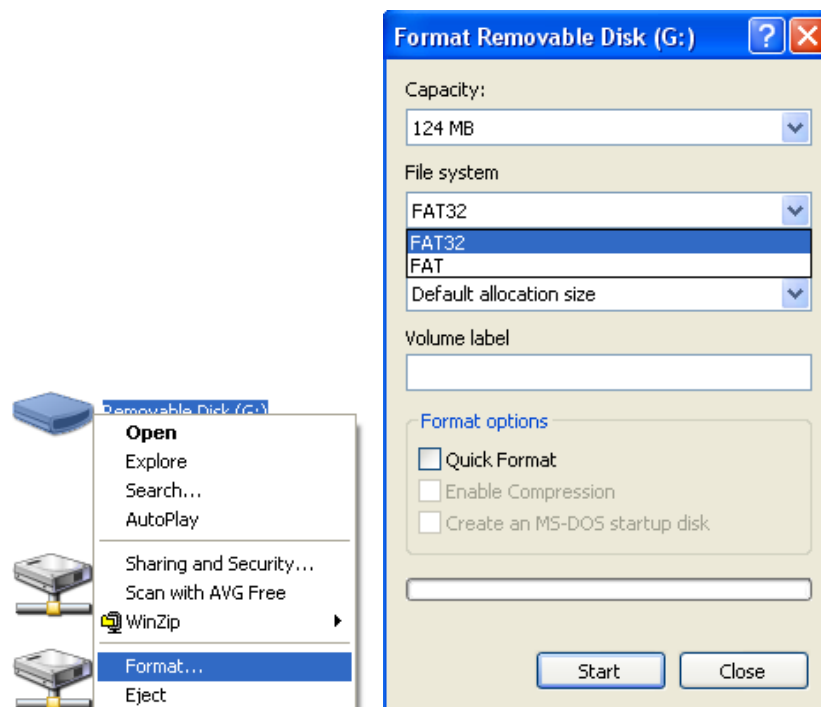 Removable Disk (G:)
Open
Explore
Search...
AutoPlay
Sharing and Security...
Scan with AVG Free
WinZip
Format...
Eject
Format Removable Disk (G:)
Capacity:
124 MB
File system
FAT32
FAT32
FAT
Default allocation size
Volume label
Format options
Quick Format
Enable Compression
Create an MS-DOS startup disk
Start
Close